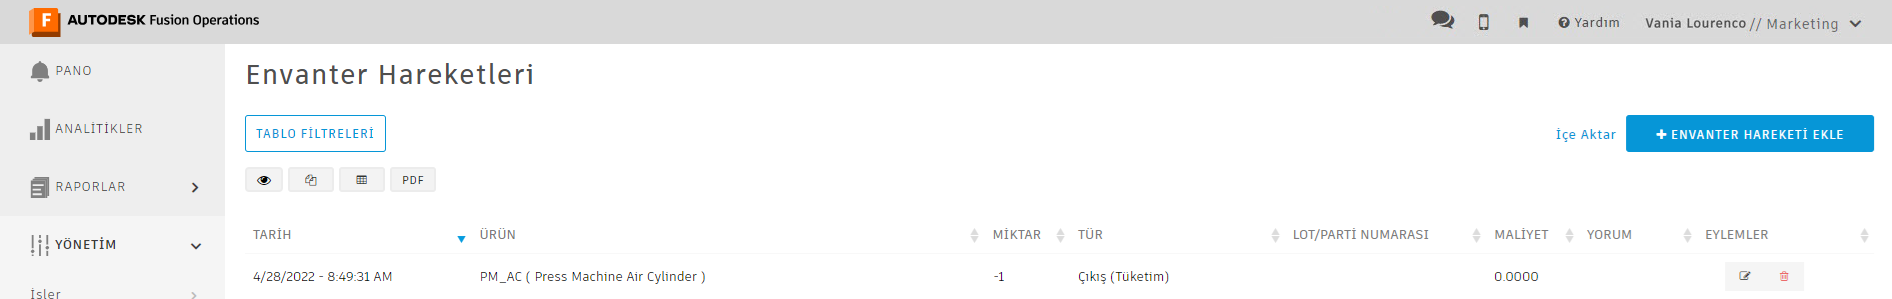 AUTODESK Fusion Operations
Yardım
Vania Lourenco // Marketing
PANO
ANALİTİKLER
RAPORLAR
YÖNETİM
İşler
Envanter Hareketleri
TABLO FİLTRELERİ
İçe Aktar
ENVANTER HAREKETİ EKLE
PDF
TARİH ÜRÜN MİKTAR TÜR LOT/PARTİ NUMARASI MALİYET YORUM EYLEMLER
4/28/2022 - 8:49:31 AM PM_AC ( Press Machine Air Cylinder ) -1 Çıkış (Tüketim) 0.0000